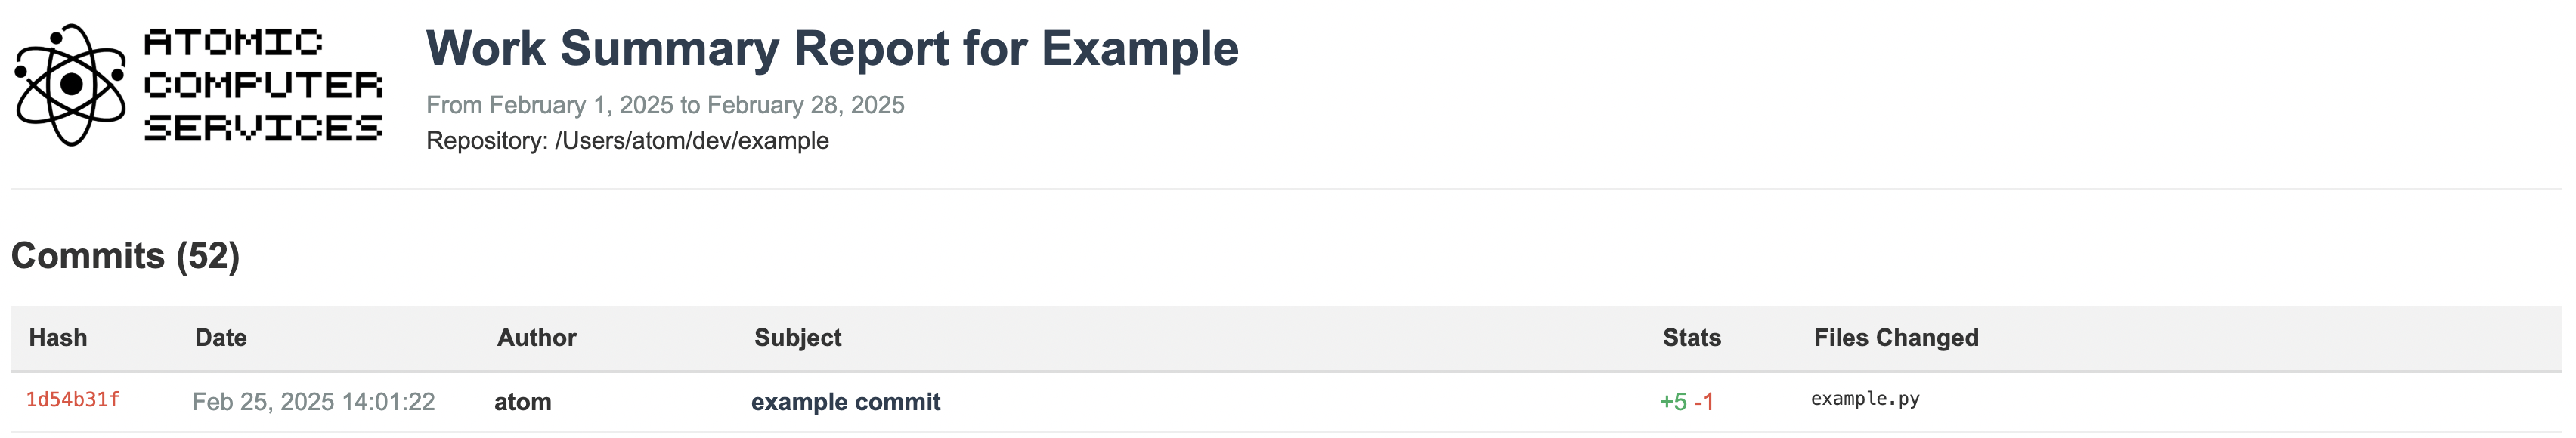 ATOMIC
COMPUTER
SERVICES
Work Summary Report for Example
From February 1, 2025 to February 28, 2025
Repository: /Users/atom/dev/example
Commits (52)
Hash Date Author Subject Stats Files Changed
1d54b31f Feb 25, 2025 14:01:22 atom example commit +5 -1 example.py